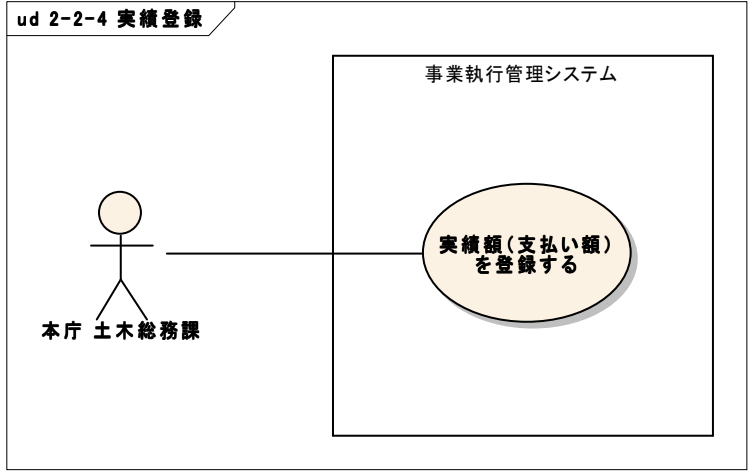 ud 2-2-4 実績登録
事業執行管理システム
実績額(支払い額)
を登録する
本庁 土木総務課